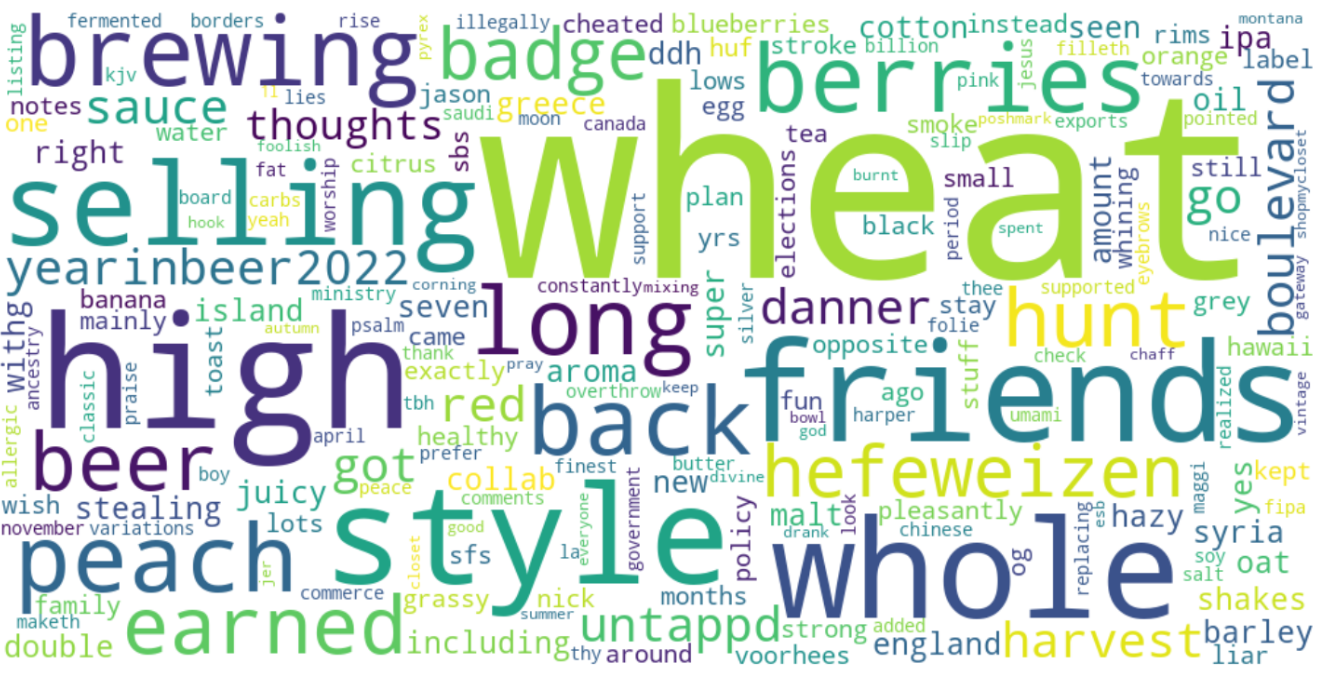 fermented borders rise illegally cheated blueberries cotton instead seen rims ipa montana
listing brewing pyrex badge ddh huf stroke billion jesus filleth orange label
kjv ll lies jason lows berries pink towards
notes sauce thoughts saudi greece egg wheat oil
one water moon canada tea smoke poshmark exports pointed
right foolish citrus sbs slip
fat worship elections burnt small amount whining still
selling board carbs support plan black period go boulevard shopmycloset
hook yeah yrs spent eyebrows nice
yearinbeer2022 corning constantly mixing super silver thee supported gateway
banana ministry seven long danner stay hunt grey
withg mainly island psalm came folie
ancestry high toast autumn thank pray aroma opposite stuff check chaff hawaii
classic praise exactly overthrow keep friends ago realized vintage
allergic tbh red back fun harper umami
april healthy bowl god
beer boy got prefer collab finest butter divine hefeweizen yes kept
wish stealing juicy peace comments new maggi fipa
november variations lots style good everyone government policy malt look pleasantly
peach sfs la drank chinese replacing esb hazy syria
jer closet whole og soy oat
commerce salt
family grassy nick months shakes
maketh earned summer untappd strong added england harvest barley
double including thy around voorhees liar